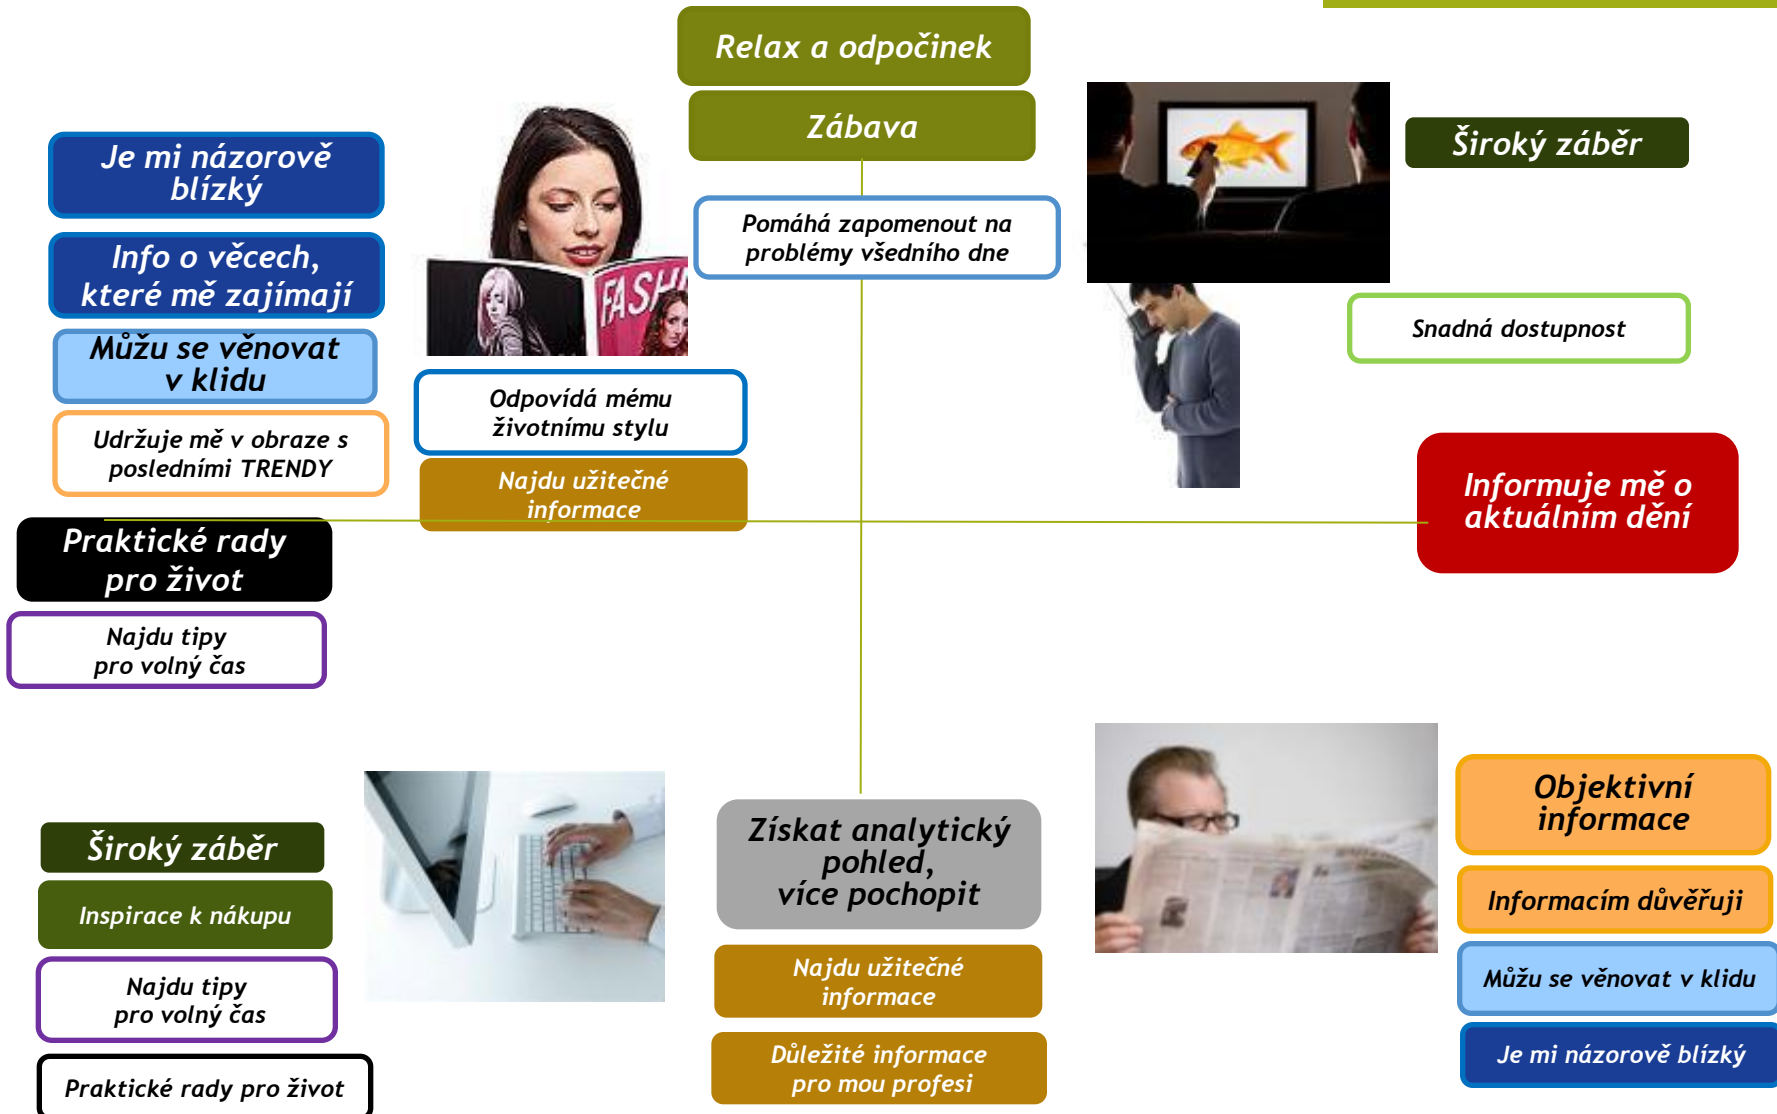 Relax a odpočinek
Zábava
Pomáhá zapomenout na
problémy všedního dne
Je mi názorově
blízký
Info o věcech,
které mě zajímají
Můžu se věnovat
v klidu
Udržuje mě v obraze s
posledními TRENDY
FASH
Odpovídá mému
životnímu stylu
Najdu užitečné
informace
Široký záběr
Snadná dostupnost
Informuje mě o
aktuálním dění
Praktické rady
pro život
Najdu tipy
pro volný čas
Široký záběr
Inspirace k nákupu
Najdu tipy
pro volný čas
Praktické rady pro život
Získat analytický
pohled,
více pochopit
Najdu užitečné
informace
Důležité informace
pro mou profesi
Objektivní
informace
Informacím důvěřuji
Můžu se věnovat v klidu
Je mi názorově blízký